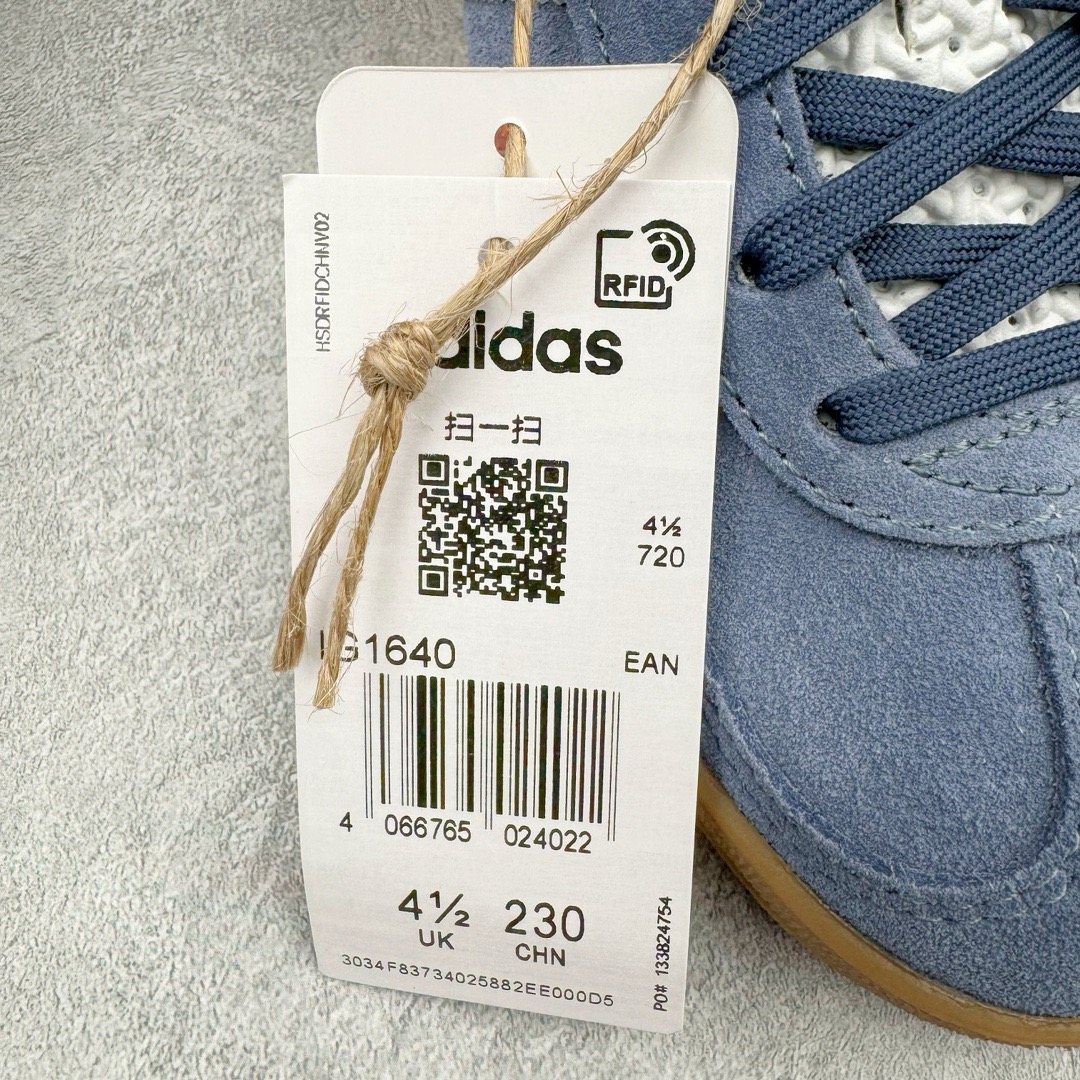 HSDRFIDCHNV02
RFID
adidas
扫一扫
4½
720
1640
EAN
4 066765 024022
4½ 230
UK CHN
3034F83734025882EE000D5
PO# 133824754